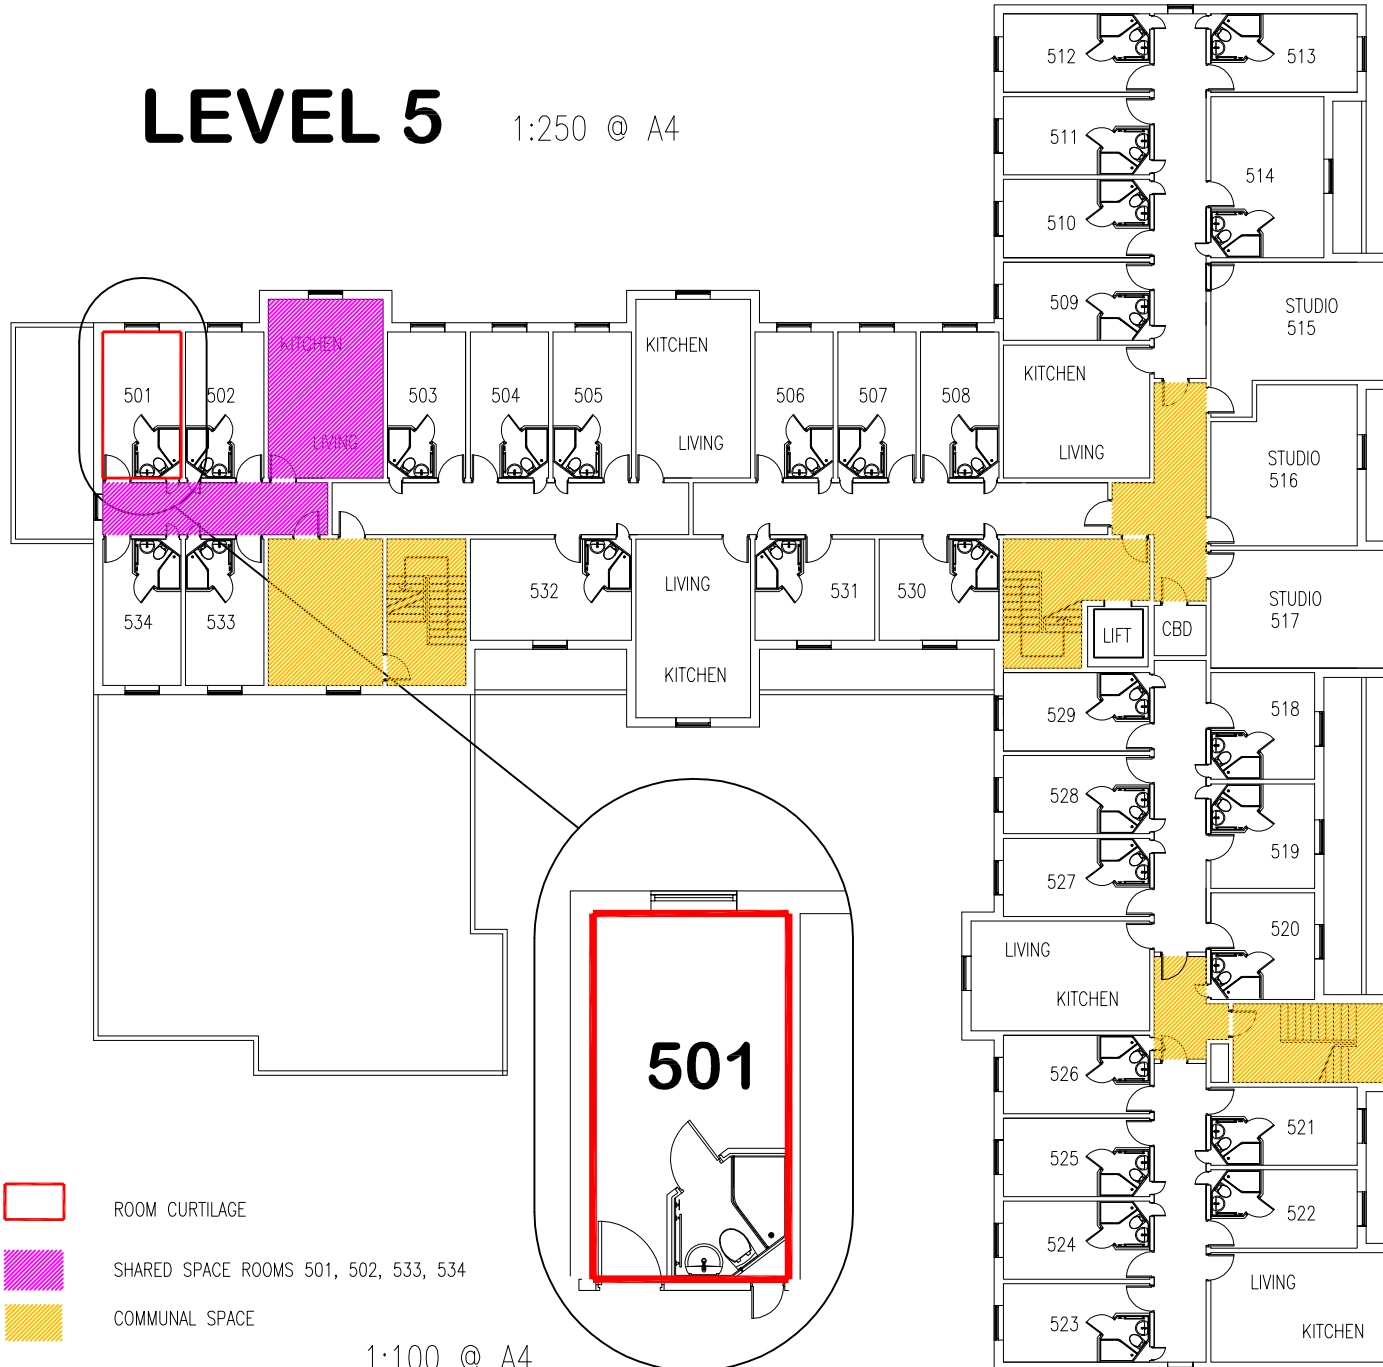 LEVEL 5
1:250 @ A4
512
513
511
514
510
509
STUDIO
515
KITCHEN
LIVING
501
502
KITCHEN
LIVING
503
504
505
KITCHEN
LIVING
506
507
508
STUDIO
516
534
533
532
LIVING
KITCHEN
531
530
LIFT
CBD
STUDIO
517
529
518
528
519
527
520
LIVING
KITCHEN
501
526
521
525
522
524
LIVING
KITCHEN
523
ROOM CURTILAGE
SHARED SPACE ROOMS 501, 502, 533, 534
COMMUNAL SPACE
1:100 @ A4